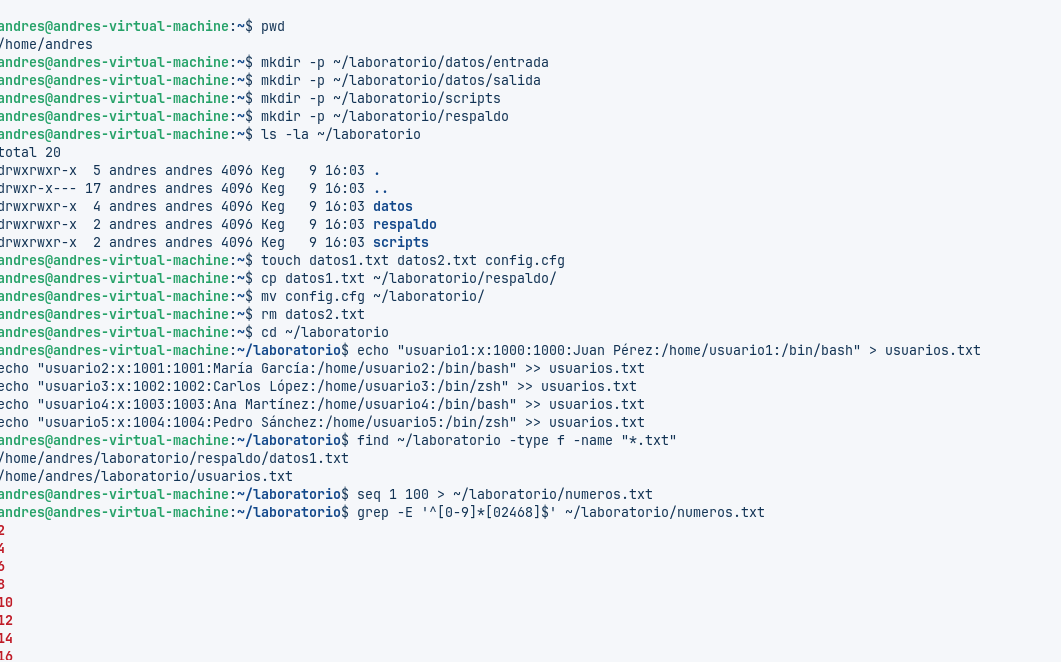 andres@andres-virtual-machine:~$ pwd
/home/andres
andres@andres-virtual-machine:~$ mkdir -p ~/laboratorio/datos/entrada
andres@andres-virtual-machine:~$ mkdir -p ~/laboratorio/datos/salida
andres@andres-virtual-machine:~$ mkdir -p ~/laboratorio/scripts
andres@andres-virtual-machine:~$ mkdir -p ~/laboratorio/respaldo
andres@andres-virtual-machine:~$ ls -la ~/laboratorio
total 20
drwxrwxr-x  5 andres andres 4096 Keg   9 16:03 .
drwxr-x--- 17 andres andres 4096 Keg   9 16:03 ..
drwxrwxr-x  4 andres andres 4096 Keg   9 16:03 datos
drwxrwxr-x  2 andres andres 4096 Keg   9 16:03 respaldo
drwxrwxr-x  2 andres andres 4096 Keg   9 16:03 scripts
andres@andres-virtual-machine:~$ touch datos1.txt datos2.txt config.cfg
andres@andres-virtual-machine:~$ cp datos1.txt ~/laboratorio/respaldo/
andres@andres-virtual-machine:~$ mv config.cfg ~/laboratorio/
andres@andres-virtual-machine:~$ rm datos2.txt
andres@andres-virtual-machine:~$ cd ~/laboratorio
andres@andres-virtual-machine:~/laboratorio$ echo "usuario1:x:1000:1000:Juan Pérez:/home/usuario1:/bin/bash" > usuarios.txt
echo "usuario2:x:1001:1001:María García:/home/usuario2:/bin/bash" >> usuarios.txt
echo "usuario3:x:1002:1002:Carlos López:/home/usuario3:/bin/zsh" >> usuarios.txt
echo "usuario4:x:1003:1003:Ana Martínez:/home/usuario4:/bin/bash" >> usuarios.txt
echo "usuario5:x:1004:1004:Pedro Sánchez:/home/usuario5:/bin/zsh" >> usuarios.txt
andres@andres-virtual-machine:~/laboratorio$ find ~/laboratorio -type f -name "*.txt"
/home/andres/laboratorio/respaldo/datos1.txt
/home/andres/laboratorio/usuarios.txt
andres@andres-virtual-machine:~/laboratorio$ seq 1 100 > ~/laboratorio/numeros.txt
andres@andres-virtual-machine:~/laboratorio$ grep -E '^[0-9]*[02468]$' ~/laboratorio/numeros.txt
2
4
6
8
10
12
14
16